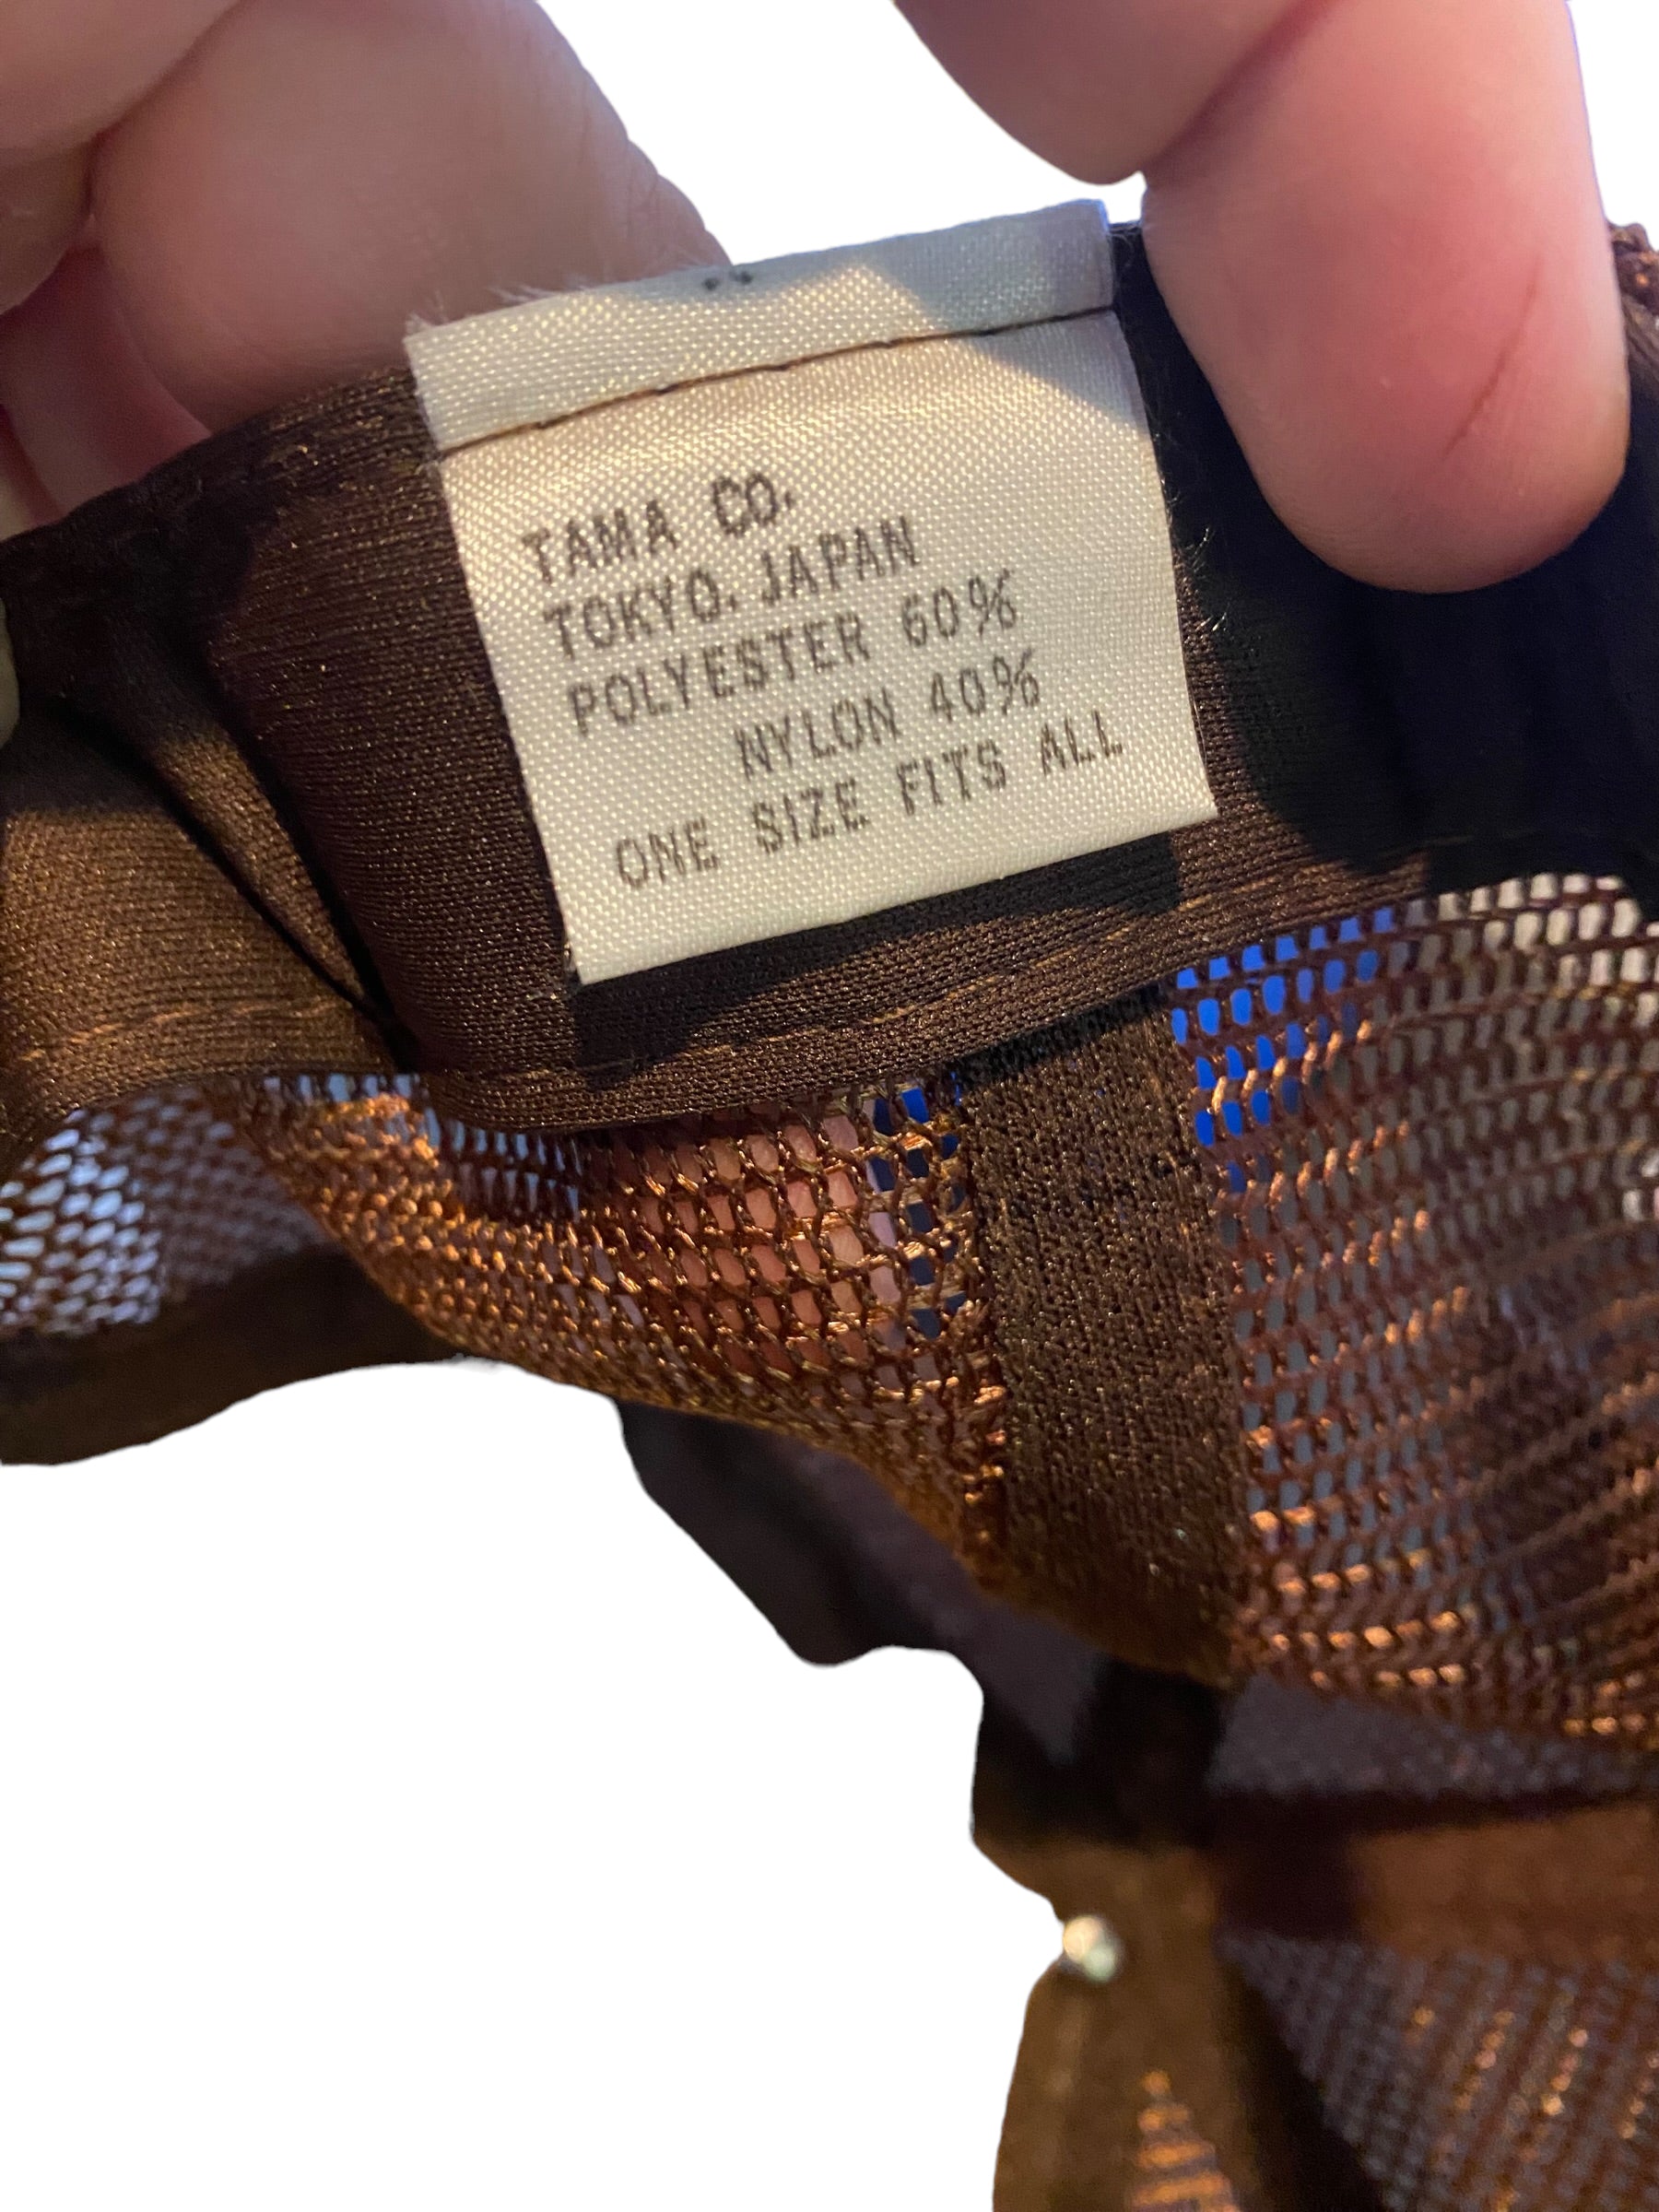 TAMA CO.
TOKYO. JAPAN
POLYESTER 60%
NYLON 40%
ONE SIZE FITS ALL